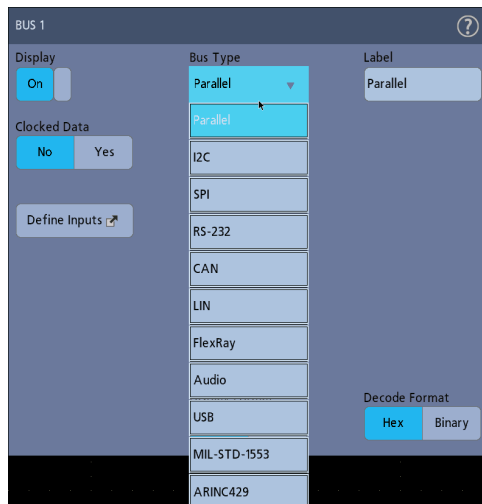 BUS 1
?
Display
Bus Type
Label
On
Parallel
Parallel
Parallel
Clocked Data
No
Yes
I2C
SPI
Define Inputs
RS-232
CAN
LIN
FlexRay
Audio
Decode Format
USB
Hex
Binary
MIL-STD-1553
ARINC429